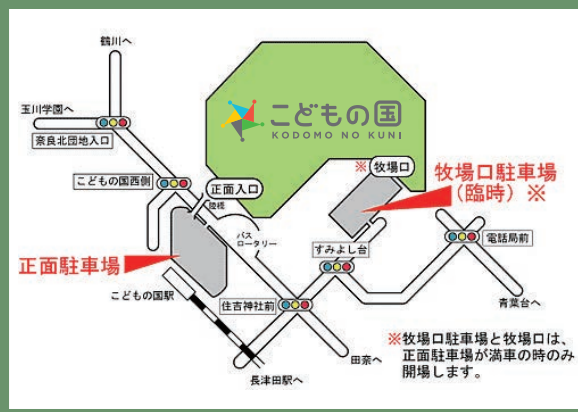 鶴川へ
玉川学園へ
奈良北団地入口
こどもの国西側
正面入口
陸橋
こどもの国
KODOMO NO KUNI
※
牧場口
牧場口駐車場
（臨時）※
バス
ロータリー
すみよし台
電話局前
正面駐車場
こどもの国駅
住吉神社前
青葉台へ
田奈へ
長津田駅へ
※牧場口駐車場と牧場口は、
正面駐車場が満車の時のみ
開場します。